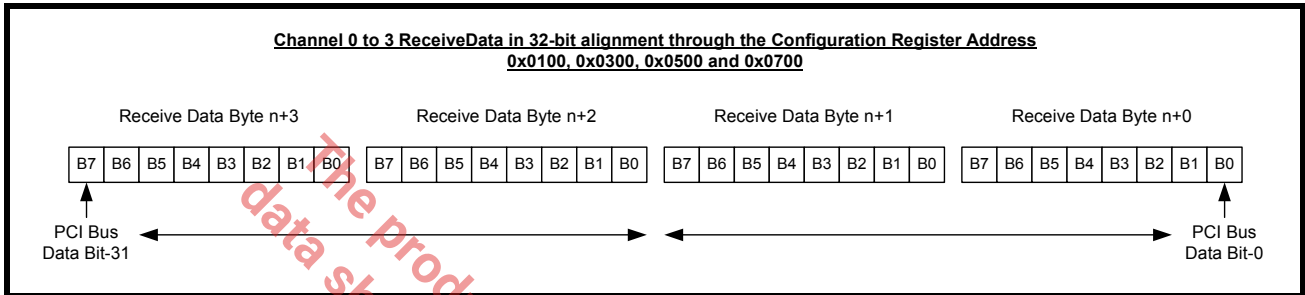 Channel 0 to 3 ReceiveData in 32-bit alignment through the Configuration Register Address
0x0100, 0x0300, 0x0500 and 0x0700
Receive Data Byte n+3 Receive Data Byte n+2 Receive Data Byte n+1 Receive Data Byte n+0
B7 B6 B5 B4 B3 B2 B1 B0 B7 B6 B5 B4 B3 B2 B1 B0 B7 B6 B5 B4 B3 B2 B1 B0 B7 B6 B5 B4 B3 B2 B1 B0
PCI Bus PCI Bus
Data Bit-31 Data Bit-0
The prod
data sh